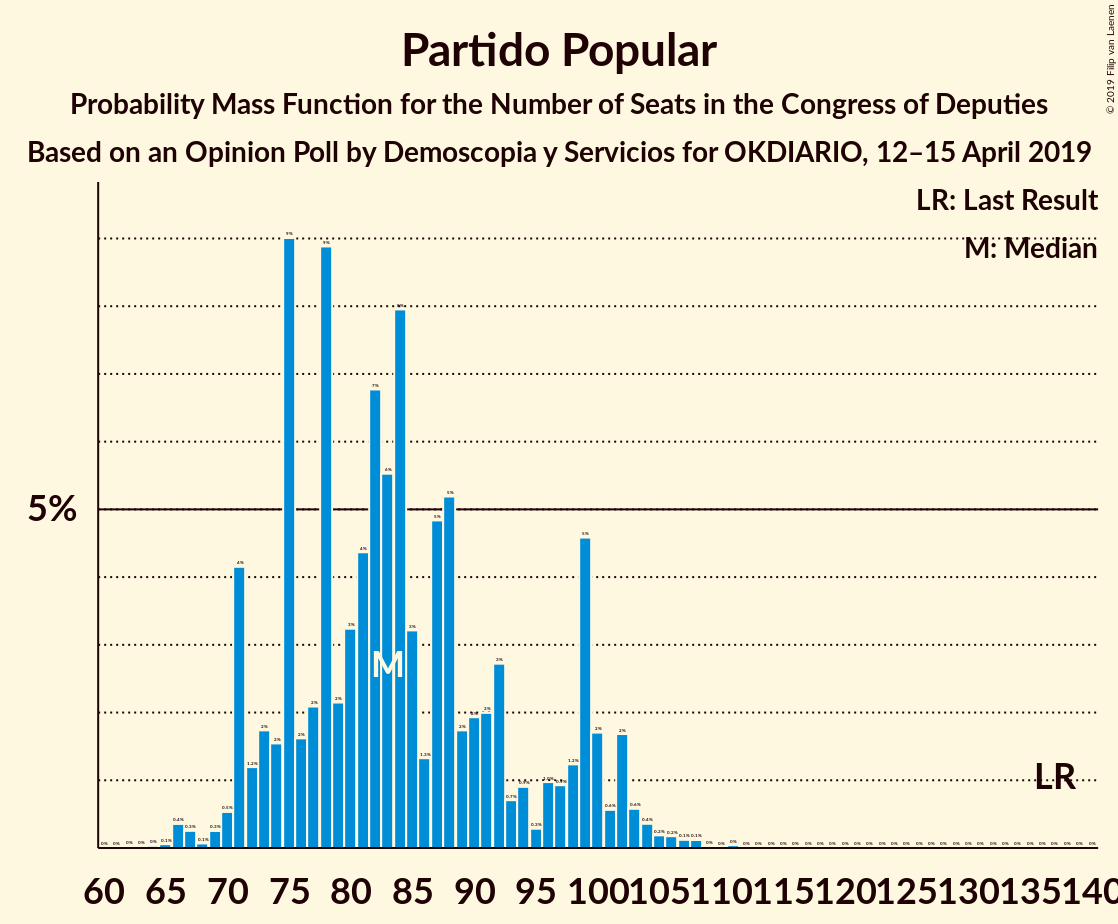 Partido Popular
Probability Mass Function for the Number of Seats in the Congress of Deputies
Based on an Opinion Poll by Demoscopia y Servicios for OKDIARIO, 12–15 April 2019
© 2019 Filip van Laenen
LR: Last Result
M: Median
5%
M
LR
60 65 70 75 80 85 90 95 100 105 110 115 120 125 130 135 140